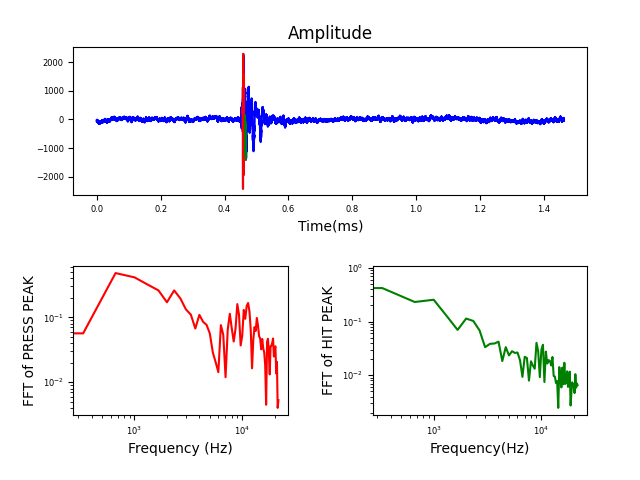 Amplitude
2000
1000
0
−1000
−2000
0.0 0.2 0.4 0.6 0.8 1.0 1.2 1.4
Time(ms)
FFT of PRESS PEAK
10⁻¹
10⁻²
10³ 10⁴
Frequency (Hz)
FFT of HIT PEAK
10⁰
10⁻¹
10⁻²
10³ 10⁴
Frequency(Hz)